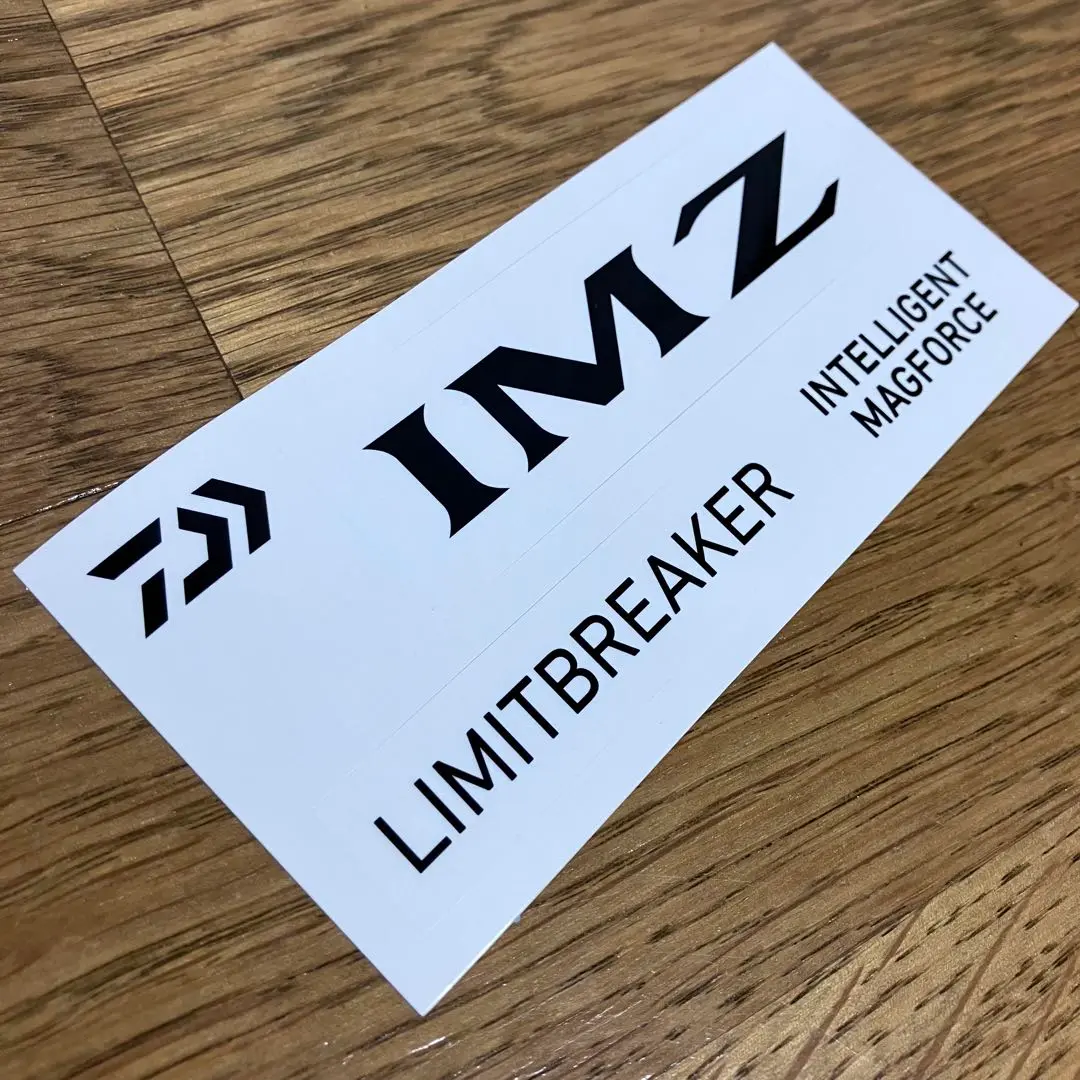 IMZ
LIMITBREAKER
INTELLIGENT
MAGFORCE